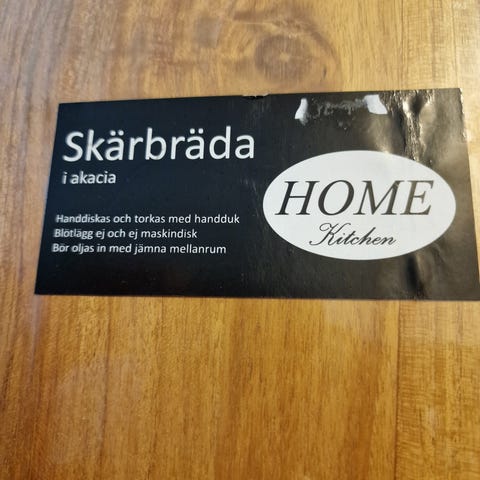 Skärbräda
i akacia
Handdiskas och torkas med handduk
Blötlägg ej och ej maskindisk
Bör oljas in med jämna mellanrum
HOME
Kitchen